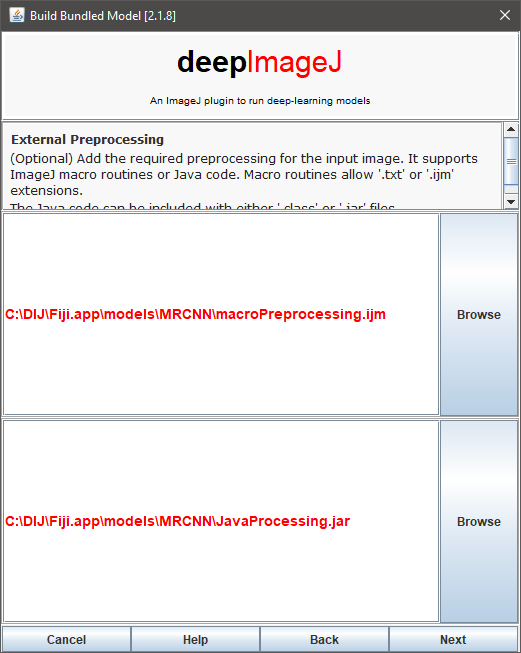 Build Bundled Model [2.1.8]
deepImageJ
An ImageJ plugin to run deep-learning models
External Preprocessing
(Optional) Add the required preprocessing for the input image. It supports
ImageJ macro routines or Java code. Macro routines allow '.txt' or '.ijm'
extensions.
The Java code can be included with either '.class' or '.jar' files.
C:\DIJ\Fiji.app\models\MRCNN\macroPreprocessing.ijm
Browse
C:\DIJ\Fiji.app\models\MRCNN\JavaProcessing.jar
Browse
Cancel
Help
Back
Next